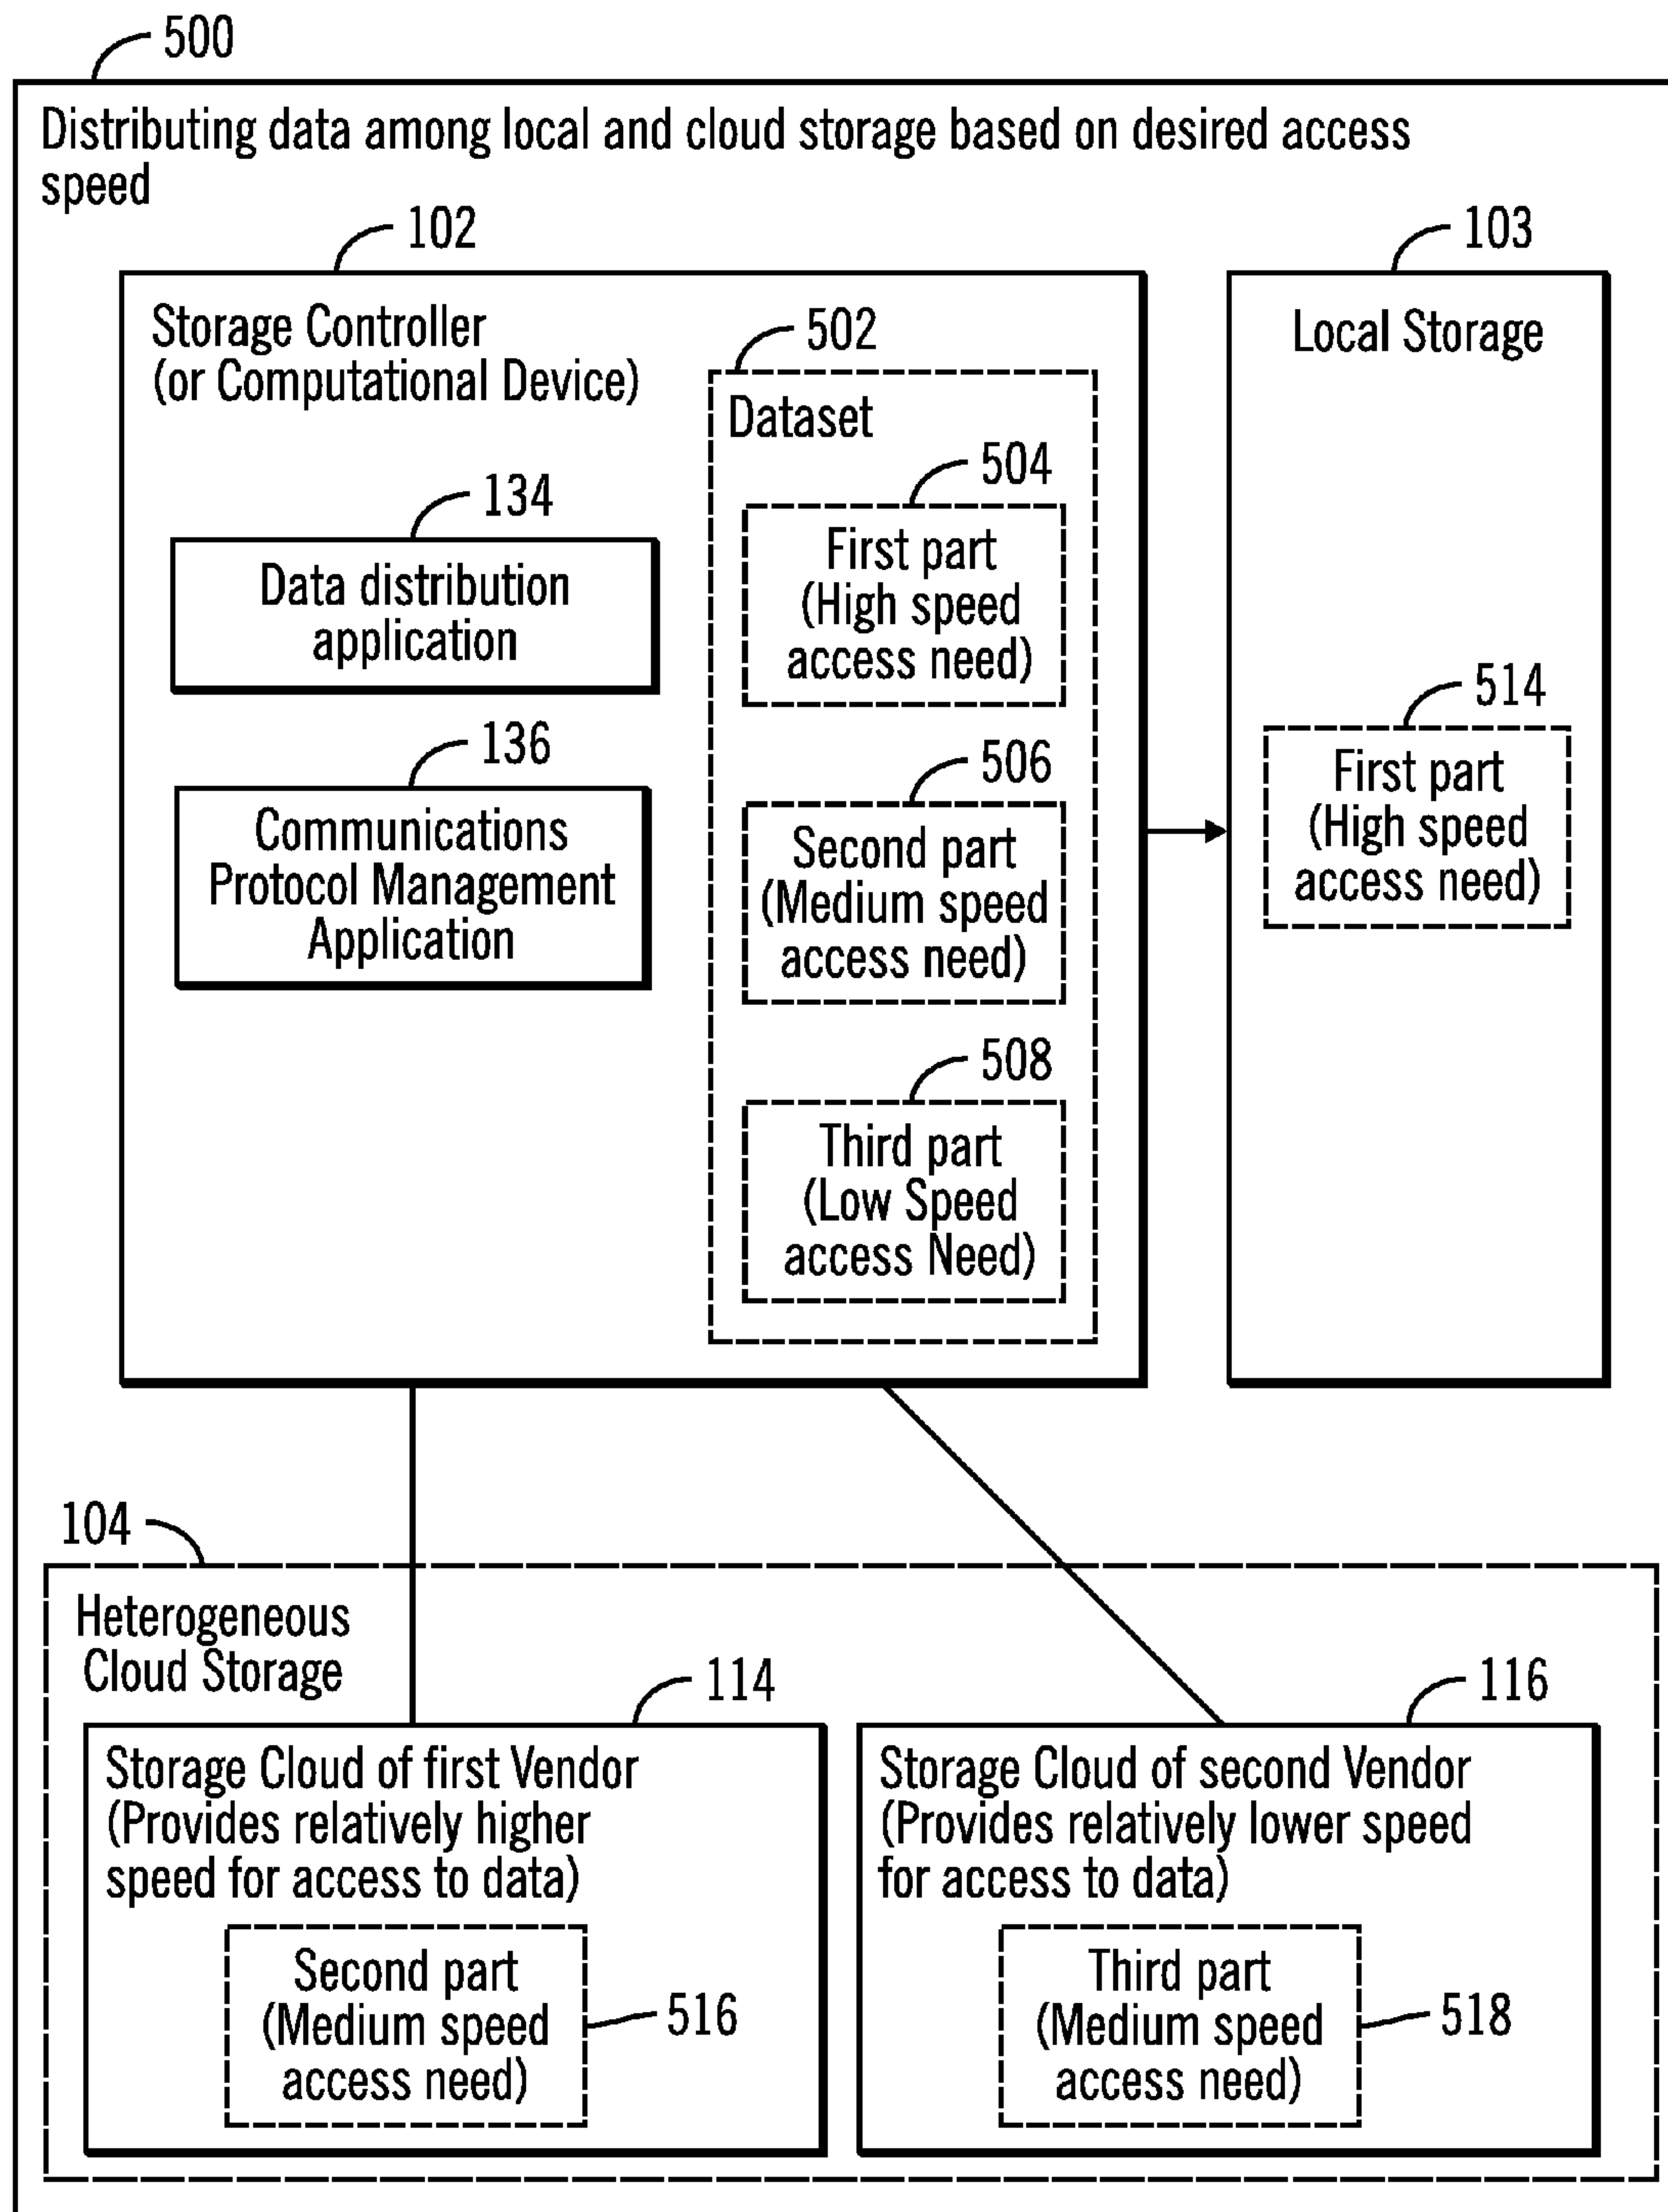 500
Distributing data among local and cloud storage based on desired access
speed
102
103
Storage Controller
(or Computational Device)
502
Local Storage
Dataset
504
134
First part
(High speed
access need)
Data distribution
application
514
First part
(High speed
access need)
136
506
Communications
Protocol Management
Application
Second part
(Medium speed
access need)
508
Third part
(Low Speed
access Need)
104
Heterogeneous
Cloud Storage
114
116
Storage Cloud of first Vendor
(Provides relatively higher
speed for access to data)
Second part
(Medium speed
access need)
516
Storage Cloud of second Vendor
(Provides relatively lower speed
for access to data)
Third part
(Medium speed
access need)
518